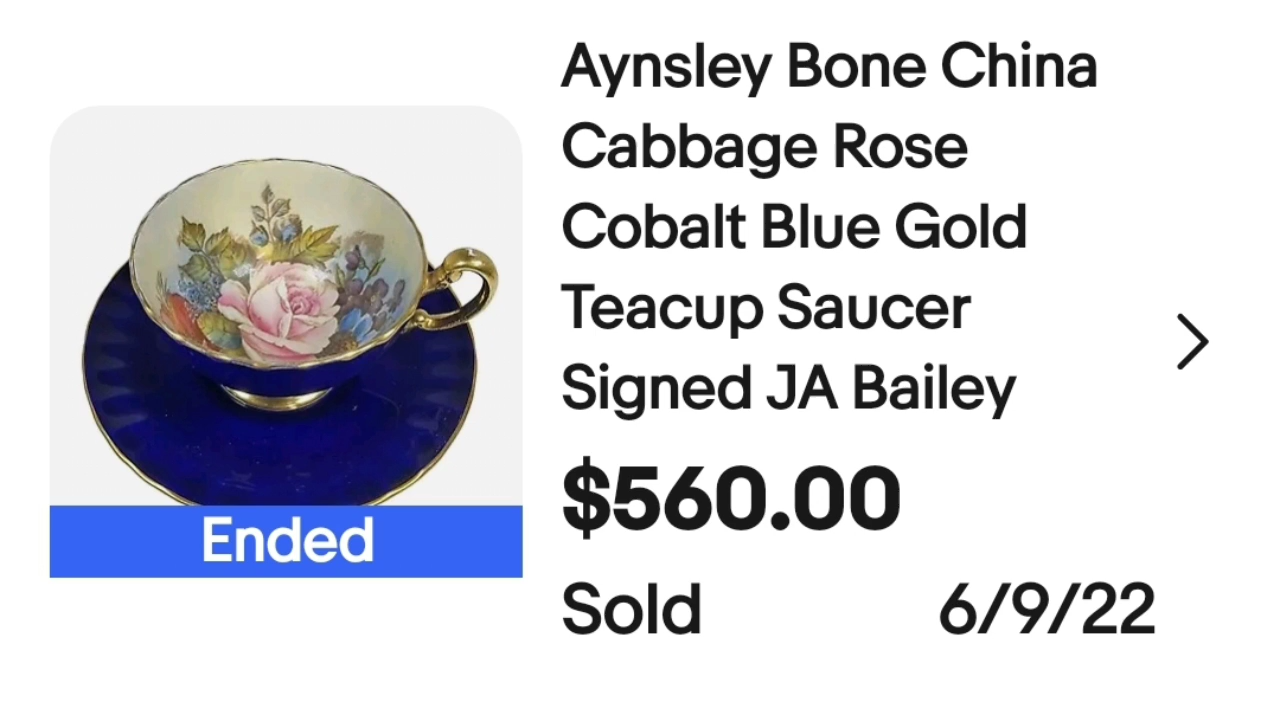 Aynsley Bone China
Cabbage Rose
Cobalt Blue Gold
Teacup Saucer
Signed JA Bailey
$560.00
Ended
Sold 6/9/22